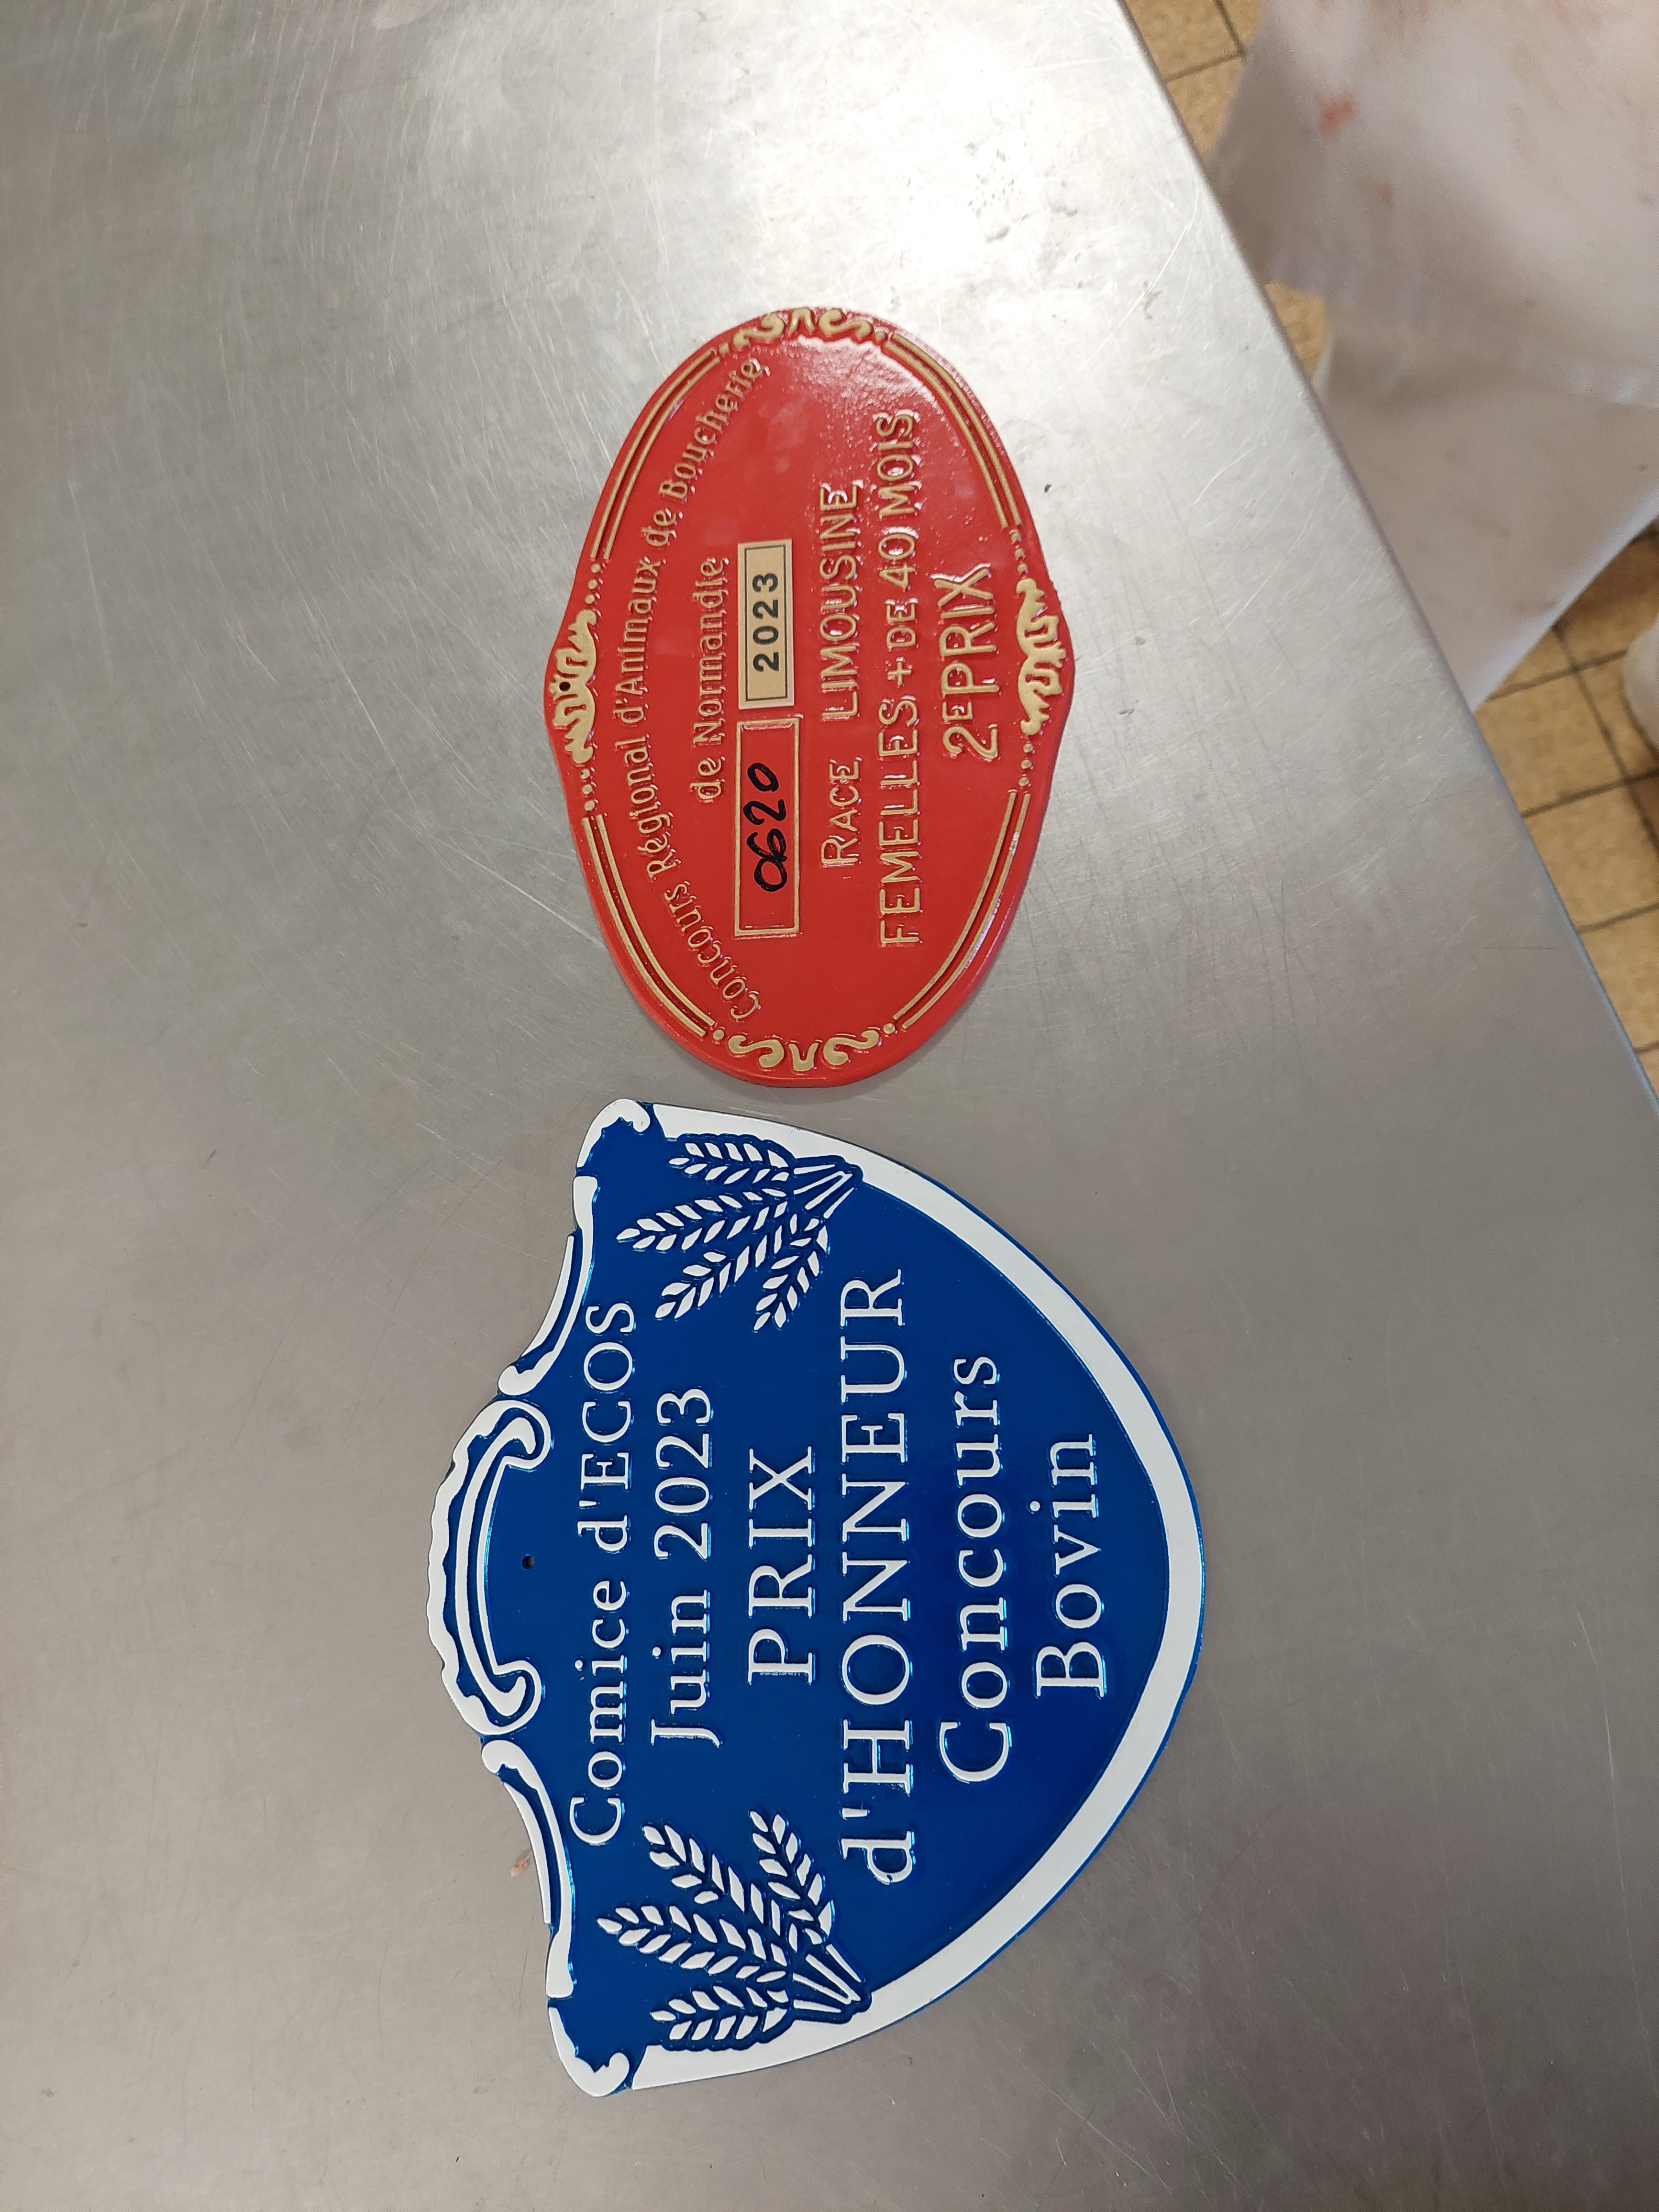 Comice d'ECOS
Juin 2023
PRIX
d'HONNEUR
Concours
Bovin
Concours Régional d'Animaux de Boucherie
de Normandie
0620 2023
RACE LIMOUSINE
FEMELLES + DE 40 MOIS
2E PRIX